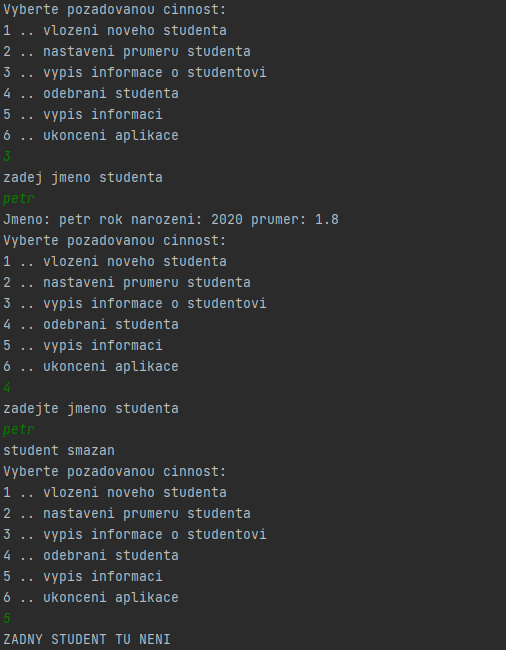 Vyberte pozadovanou cinnost:
1 .. vlozeni noveho studenta
2 .. nastaveni prumeru studenta
3 .. vypis informace o studentovi
4 .. odebrani studenta
5 .. vypis informaci
6 .. ukonceni aplikace
3
zadej jmeno studenta
petr
Jmeno: petr rok narozeni: 2020 prumer: 1.8
Vyberte pozadovanou cinnost:
1 .. vlozeni noveho studenta
2 .. nastaveni prumeru studenta
3 .. vypis informace o studentovi
4 .. odebrani studenta
5 .. vypis informaci
6 .. ukonceni aplikace
4
zadejte jmeno studenta
petr
student smazan
Vyberte pozadovanou cinnost:
1 .. vlozeni noveho studenta
2 .. nastaveni prumeru studenta
3 .. vypis informace o studentovi
4 .. odebrani studenta
5 .. vypis informaci
6 .. ukonceni aplikace
5
ZADNY STUDENT TU NENI